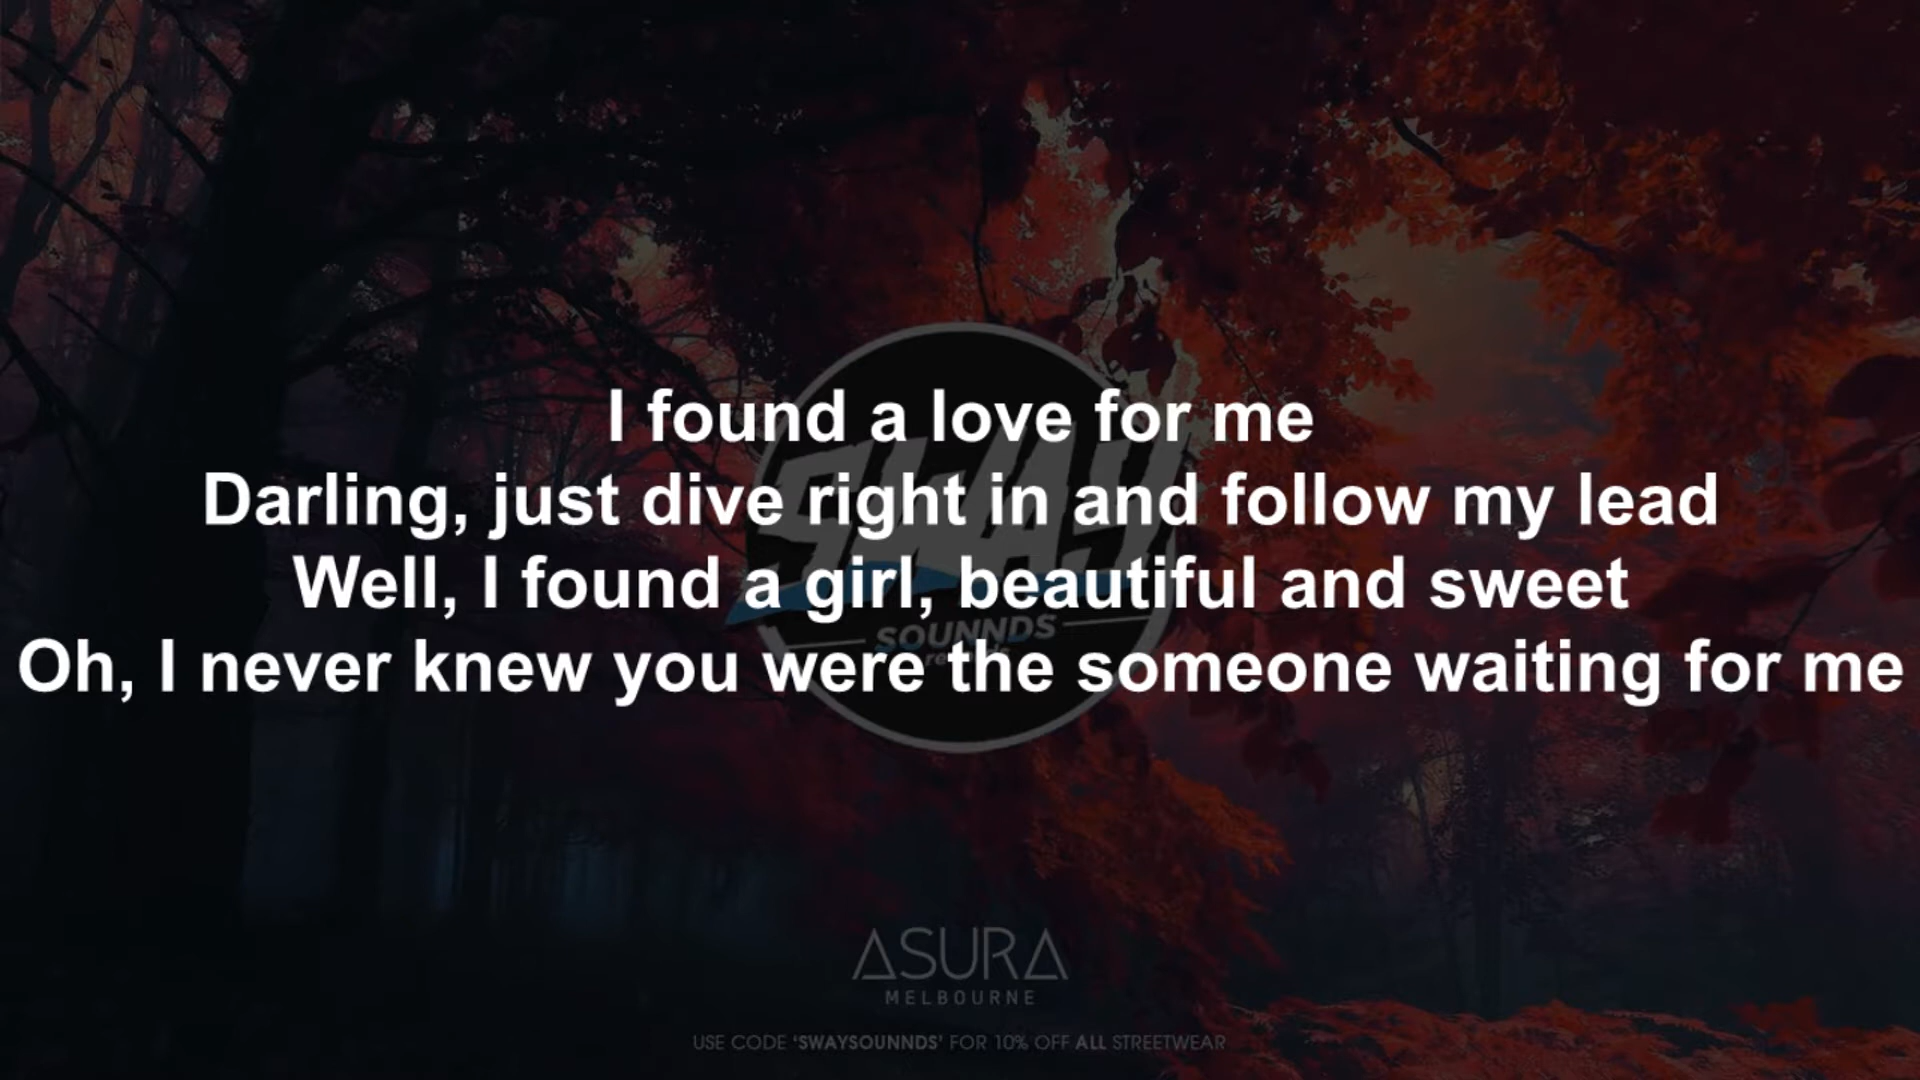 I found a love for me
Darling, just dive right in and follow my lead
Well, I found a girl, beautiful and sweet
Oh, I never knew you were the someone waiting for me
SWAY
SOUNNDS
ASURA
MELBOURNE
USE CODE 'SWAYSOUNNDS' FOR 10% OFF ALL STREETWEAR